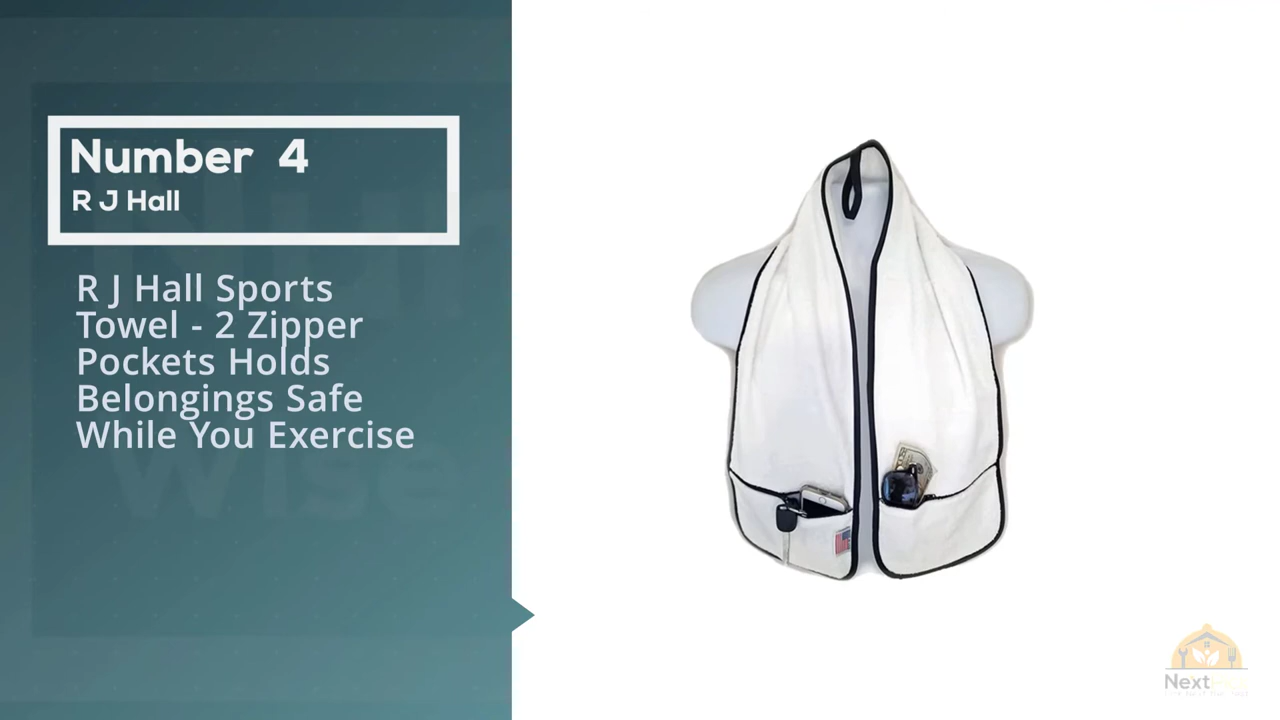 Number 4
R J Hall
R J Hall Sports
Towel - 2 Zipper
Pockets Holds
Belongings Safe
While You Exercise
Next